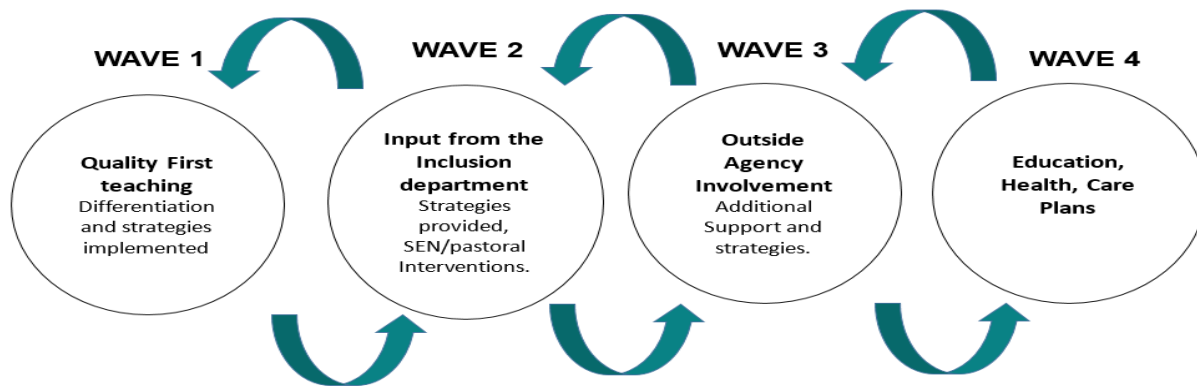 WAVE 1
Quality First
teaching
Differentiation
and strategies
implemented
WAVE 2
Input from the
Inclusion
department
Strategies
provided,
SEN/pastoral
Interventions.
WAVE 3
Outside
Agency
Involvement
Additional
Support and
strategies.
WAVE 4
Education,
Health, Care
Plans